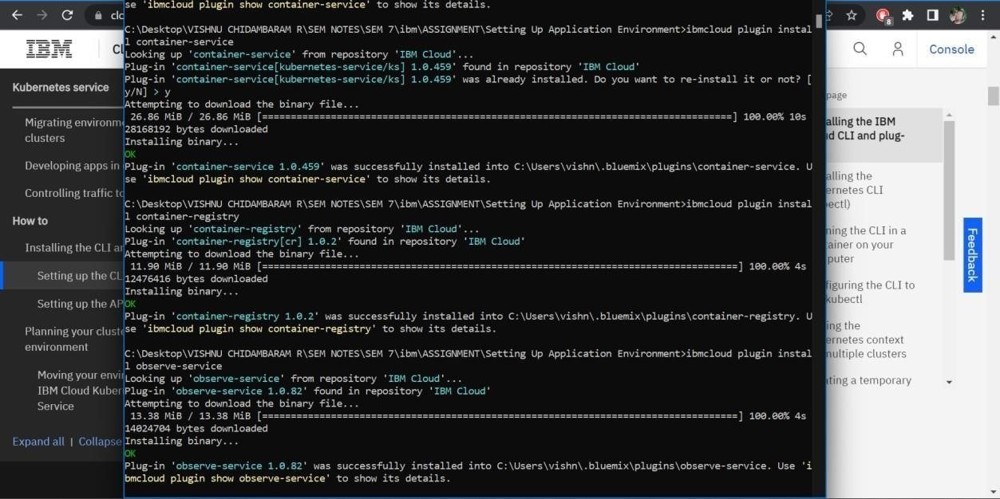 clo
8
IBM
Cl
Console
Kubernetes service
Migrating environme
clusters
Developing apps in
Controlling traffic to
How to
Installing the CLI an
Setting up the CL
Setting up the AP
Planning your cluste
environment
Moving your envir
IBM Cloud Kuber
Service
Expand all | Collapse
se 'ibmcloud plugin show container-service' to show its details.
C:\Desktop\VISHNU CHIDAMBARAM R\SEM NOTES\SEM 7\ibm\ASSIGNMENT\Setting Up Application Environment>ibmcloud plugin instal
l container-service
Looking up 'container-service' from repository 'IBM Cloud'...
Plug-in 'container-service[kubernetes-service/ks] 1.0.459' found in repository 'IBM Cloud'
Plug-in 'container-service[kubernetes-service/ks] 1.0.459' was already installed. Do you want to re-install it or not? [
y/N] > y
Attempting to download the binary file...
26.86 MiB / 26.86 MiB [==================================================================================] 100.00% 10s
28168192 bytes downloaded
Installing binary...
OK
Plug-in 'container-service 1.0.459' was successfully installed into C:\Users\vishn\.bluemix\plugins\container-service. U
se 'ibmcloud plugin show container-service' to show its details.
C:\Desktop\VISHNU CHIDAMBARAM R\SEM NOTES\SEM 7\ibm\ASSIGNMENT\Setting Up Application Environment>ibmcloud plugin instal
l container-registry
Looking up 'container-registry' from repository 'IBM Cloud'...
Plug-in 'container-registry[cr] 1.0.2' found in repository 'IBM Cloud'
Attempting to download the binary file...
11.90 MiB / 11.90 MiB [===================================================================================] 100.00% 4s
12476416 bytes downloaded
Installing binary...
OK
Plug-in 'container-registry 1.0.2' was successfully installed into C:\Users\vishn\.bluemix\plugins\container-registry. U
se 'ibmcloud plugin show container-registry' to show its details.
C:\Desktop\VISHNU CHIDAMBARAM R\SEM NOTES\SEM 7\ibm\ASSIGNMENT\Setting Up Application Environment>ibmcloud plugin instal
l observe-service
Looking up 'observe-service' from repository 'IBM Cloud'...
Plug-in 'observe-service 1.0.82' found in repository 'IBM Cloud'
Attempting to download the binary file...
13.38 MiB / 13.38 MiB [===================================================================================] 100.00% 4s
14024704 bytes downloaded
Installing binary...
OK
Plug-in 'observe-service 1.0.82' was successfully installed into C:\Users\vishn\.bluemix\plugins\observe-service. Use 'i
bmcloud plugin show observe-service' to show its details.
page
alling the IBM
d CLI and plug-
alling the
ernetes CLI
ectl)
ning the CLI in a
tainer on your
puter
figuring the CLI to
kubectl
ing the
ernetes context
multiple clusters
ating a temporary
Feedback